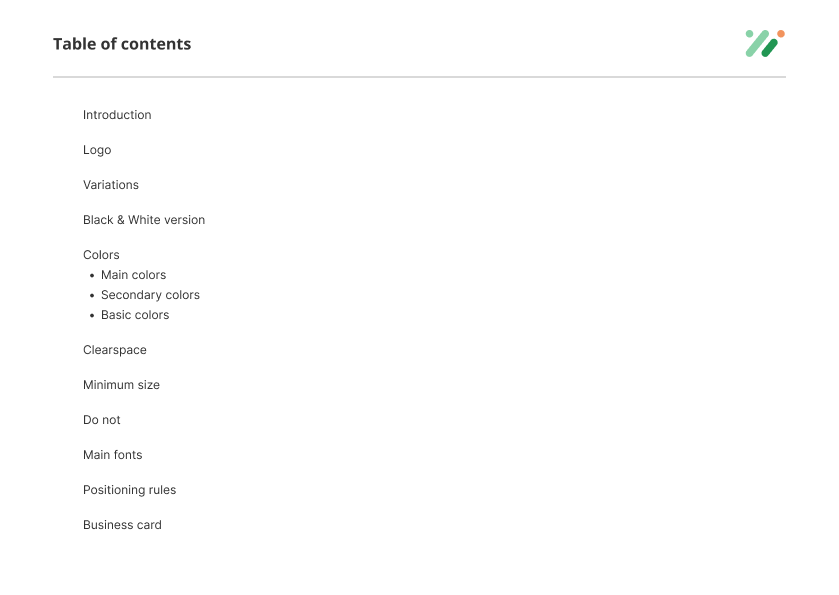 Table of contents
Introduction
Logo
Variations
Black & White version
Colors
• Main colors
• Secondary colors
• Basic colors
Clearspace
Minimum size
Do not
Main fonts
Positioning rules
Business card